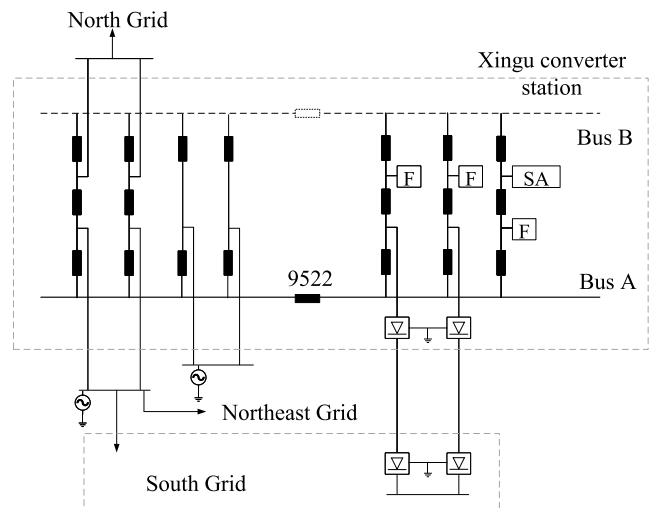 North Grid
Xingu converter
station
Bus B
F
F
SA
F
9522
Bus A
Northeast Grid
South Grid